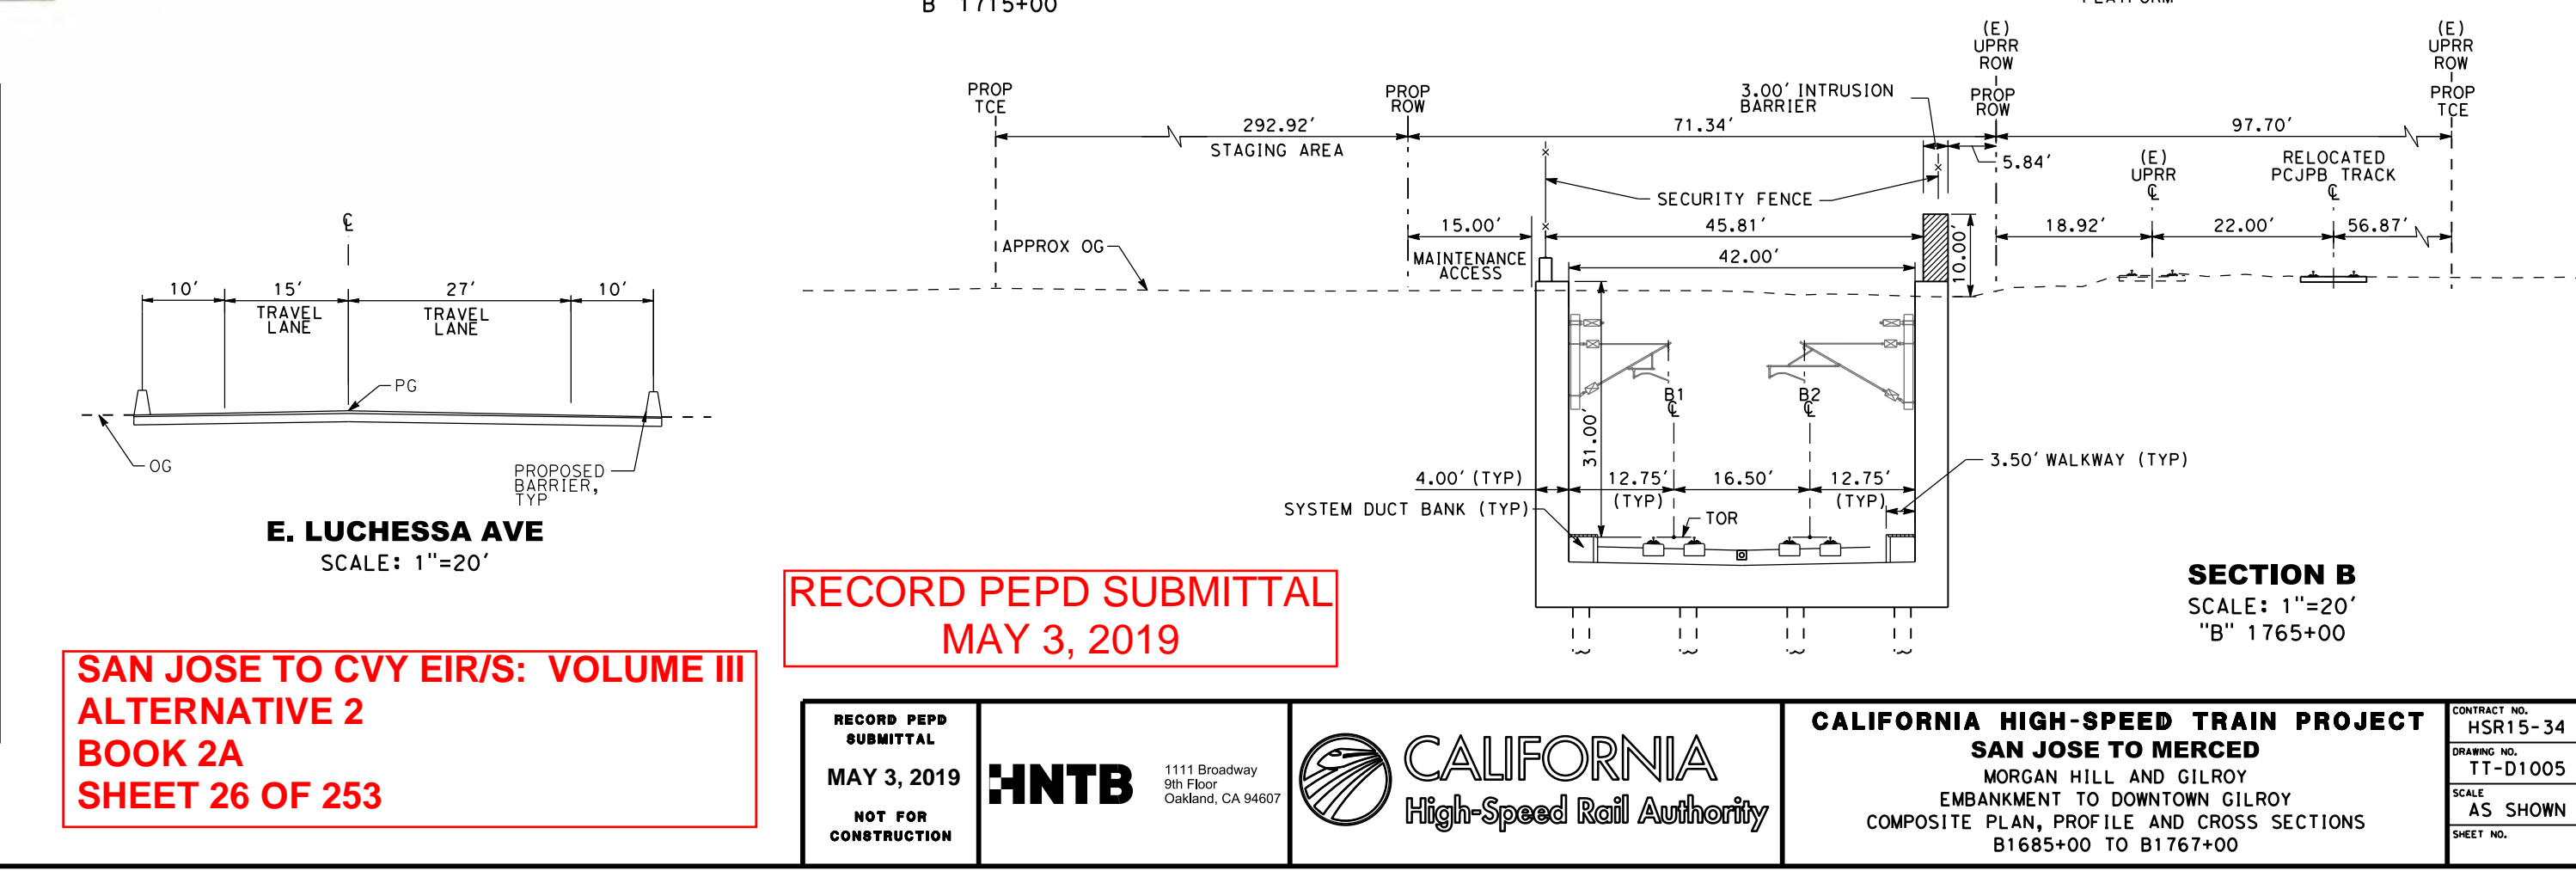 B 1715+00
PROP
TCE
PROP
ROW
3.00' INTRUSION
BARRIER
(E)
UPRR
ROW
PROP
ROW
(E)
UPRR
ROW
PROP
TCE
292.92'
STAGING AREA
71.34'
97.70'
5.84'
(E)
UPRR
℄
RELOCATED
PCJPB TRACK
℄
SECURITY FENCE
APPROX OG
15.00'
MAINTENANCE
ACCESS
45.81'
42.00'
10.00'
18.92'
22.00'
56.87'
B1
℄
B2
℄
31.00'
4.00' (TYP)
12.75'
(TYP)
16.50'
12.75'
(TYP)
3.50' WALKWAY (TYP)
SYSTEM DUCT BANK (TYP)
TOR
SECTION B
SCALE: 1"=20'
"B" 1765+00
℄
10'
15'
TRAVEL
LANE
27'
TRAVEL
LANE
10'
PG
OG
PROPOSED
BARRIER,
TYP
E. LUCHESSA AVE
SCALE: 1"=20'
RECORD PEPD SUBMITTAL
MAY 3, 2019
SAN JOSE TO CVY EIR/S: VOLUME III
ALTERNATIVE 2
BOOK 2A
SHEET 26 OF 253
RECORD PEPD
SUBMITTAL
MAY 3, 2019
NOT FOR
CONSTRUCTION
HNTB
1111 Broadway
9th Floor
Oakland, CA 94607
CALIFORNIA
High-Speed Rail Authority
CALIFORNIA HIGH-SPEED TRAIN PROJECT
SAN JOSE TO MERCED
MORGAN HILL AND GILROY
EMBANKMENT TO DOWNTOWN GILROY
COMPOSITE PLAN, PROFILE AND CROSS SECTIONS
B1685+00 TO B1767+00
CONTRACT NO.
HSR15-34
DRAWING NO.
TT-D1005
SCALE
AS SHOWN
SHEET NO.